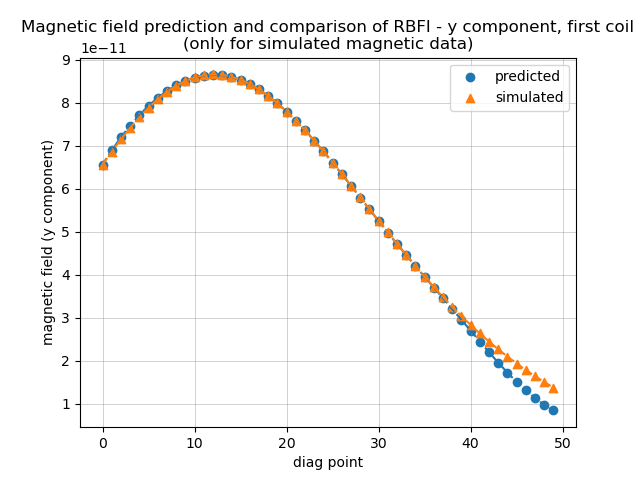 Magnetic field prediction and comparison of RBFI - y component, first coil
(only for simulated magnetic data)
1e−11
9
8
7
6
5
4
3
2
1
magnetic field (y component)
predicted
simulated
0 10 20 30 40 50
diag point